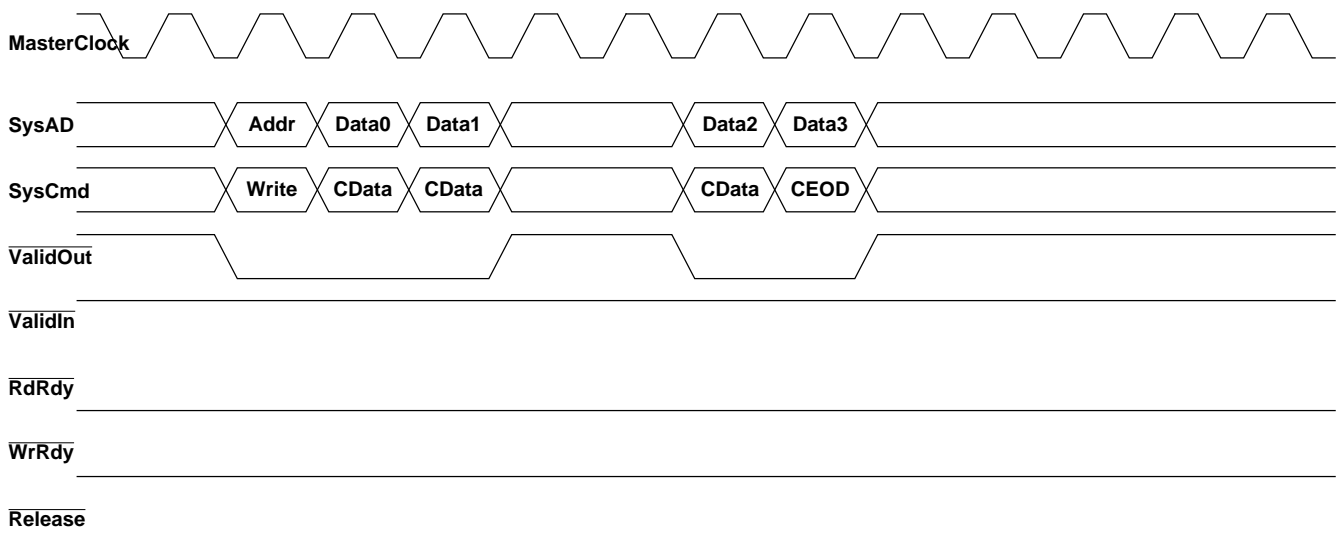 MasterClock
SysAD Addr Data0 Data1 Data2 Data3
SysCmd Write CData CData CData CEOD
ValidOut
ValidIn
RdRdy
WrRdy
Release